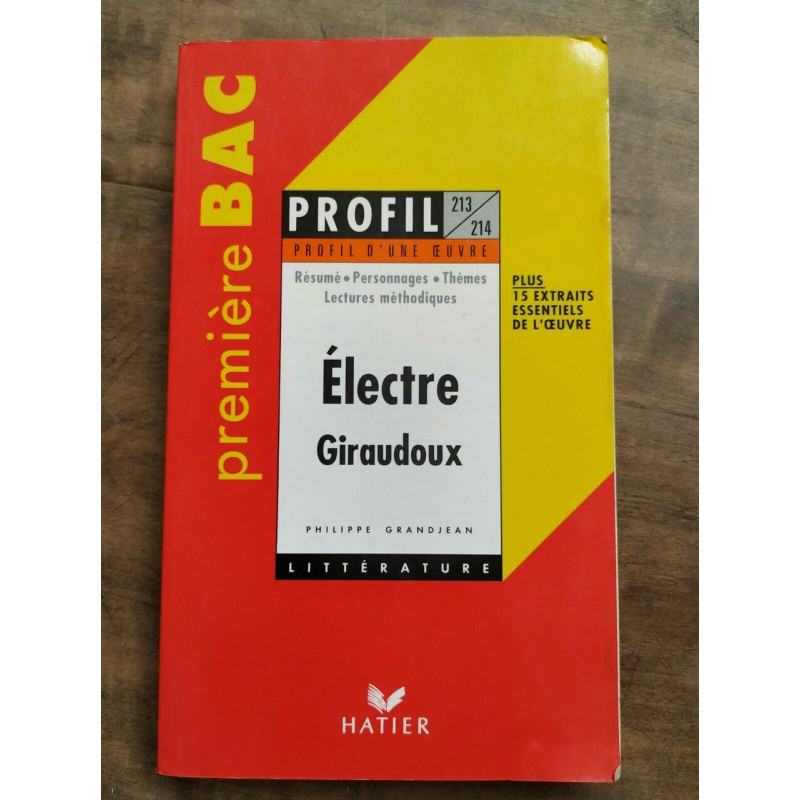 première BAC
PROFIL 213/214
PROFIL D'UNE ŒUVRE
Résumé • Personnages • Thèmes
Lectures méthodiques
PLUS
15 EXTRAITS
ESSENTIELS
DE L'ŒUVRE
Électre
Giraudoux
PHILIPPE GRANDJEAN
LITTÉRATURE
HATIER